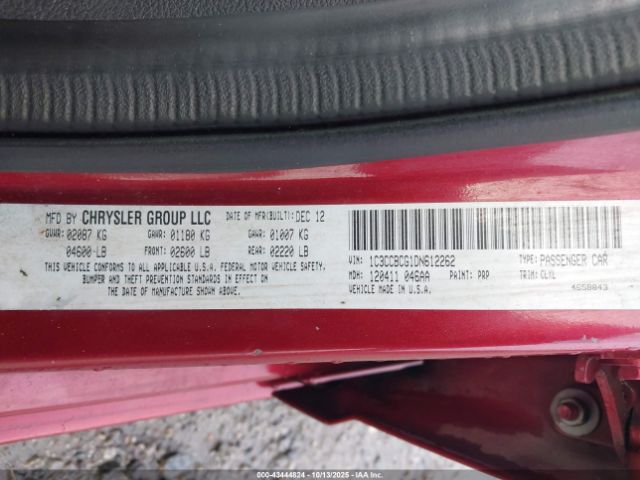 MFD BY CHRYSLER GROUP LLC DATE OF MFR(BUILT): DEC 12
GVWR: 02087 KG GAWR: 01180 KG GAWR: 01007 KG
04600 LB FRONT: 02600 LB REAR: 02220 LB
THIS VEHICLE CONFORMS TO ALL APPLICABLE U.S.A. FEDERAL MOTOR VEHICLE SAFETY,
BUMPER AND THEFT PREVENTION STANDARDS IN EFFECT ON
THE DATE OF MANUFACTURE SHOWN ABOVE.
VIN: 1C3CCBCG1DN612262 TYPE: PASSENGER CAR
MDH: 120411 046AA PAINT: PRP TRIM: CLXL
VEHICLE MADE IN U.S.A.
000-43444824 | 10/13/2025 | Copyright IAA, LLC